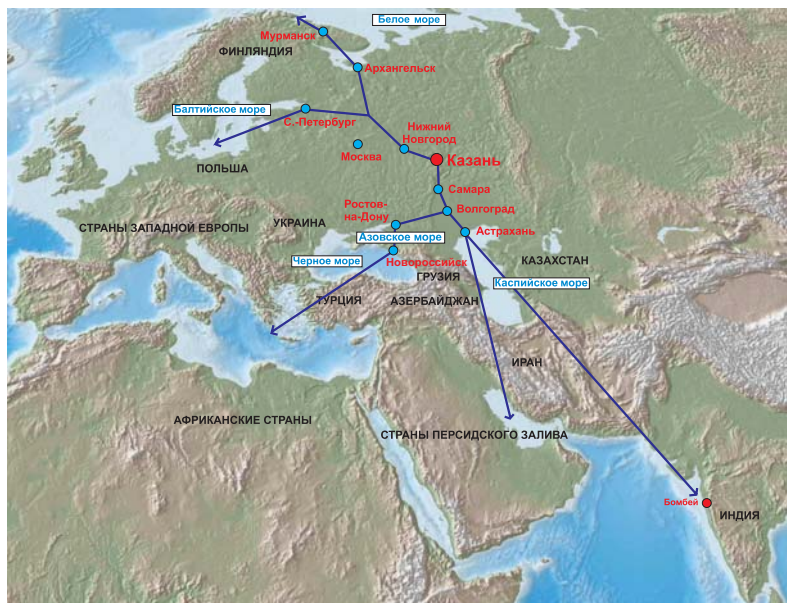 Белое море
Мурманск
ФИНЛЯНДИЯ
Архангельск
Балтийское море
С.-Петербург
Нижний
Новгород
Москва
Казань
ПОЛЬША
Самара
Ростов-
на-Дону
Волгоград
СТРАНЫ ЗАПАДНОЙ ЕВРОПЫ
УКРАИНА
Астрахань
Азовское море
Черное море
Новороссийск
КАЗАХСТАН
ГРУЗИЯ
Каспийское море
ТУРЦИЯ
АЗЕРБАЙДЖАН
ИРАН
АФРИКАНСКИЕ СТРАНЫ
СТРАНЫ ПЕРСИДСКОГО ЗАЛИВА
Бомбей
ИНДИЯ